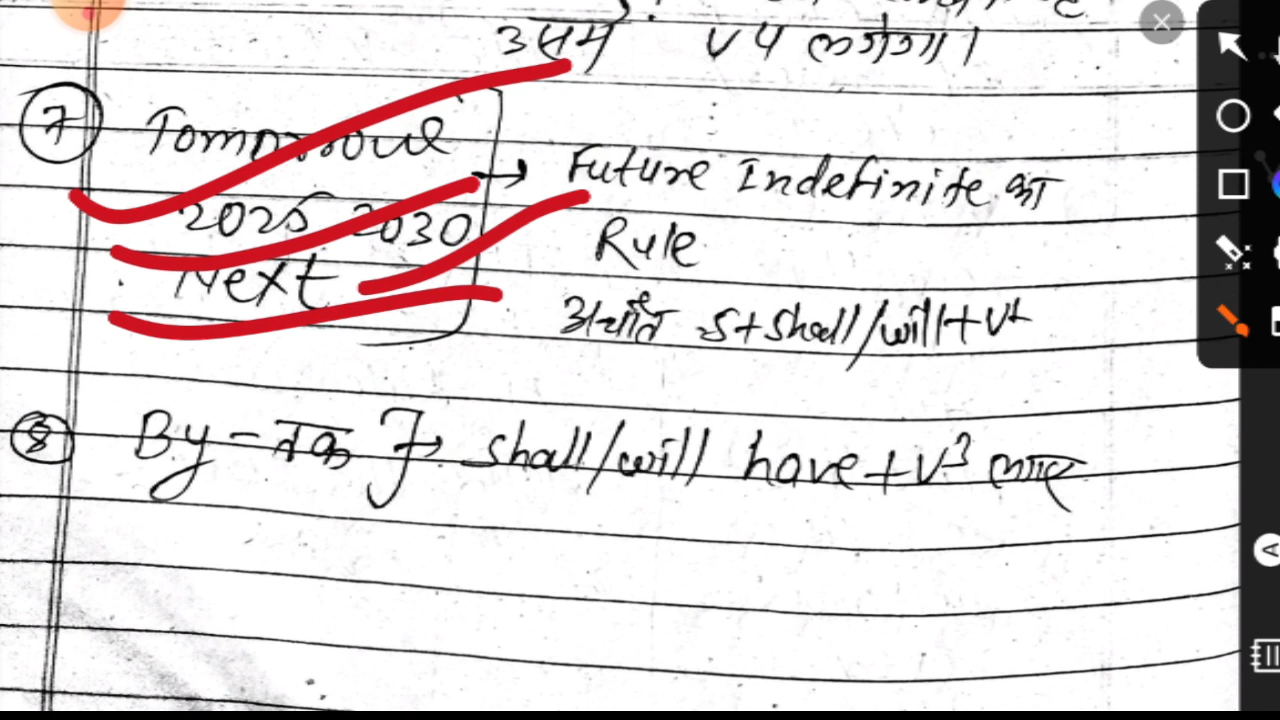 उसमें V4 लगेगा।
7 Tomorrow
→ Future Indefinite का
2025 2030
Rule
Next
अर्थात S+shall/will+V1
8 By - तक }→ shall/will have+V3